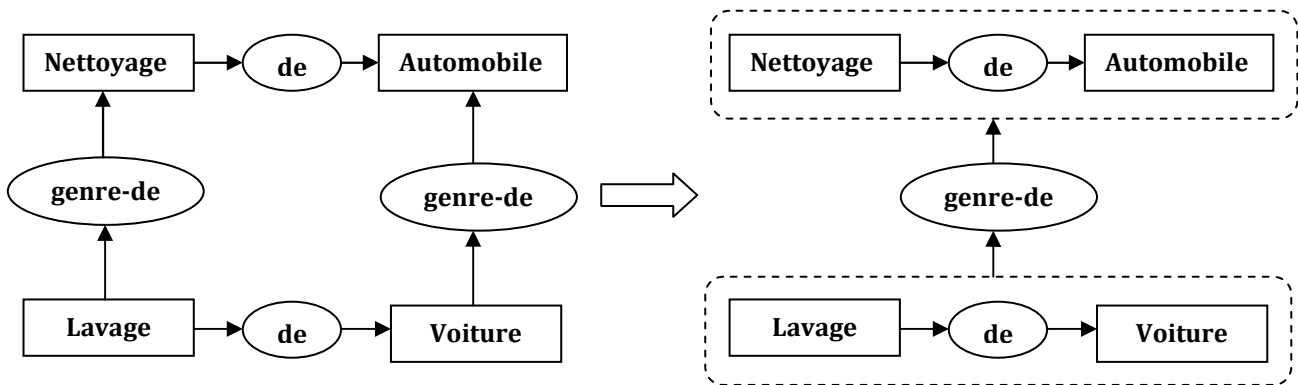 Nettoyage de Automobile
genre-de genre-de
Lavage de Voiture
Nettoyage de Automobile
genre-de
Lavage de Voiture